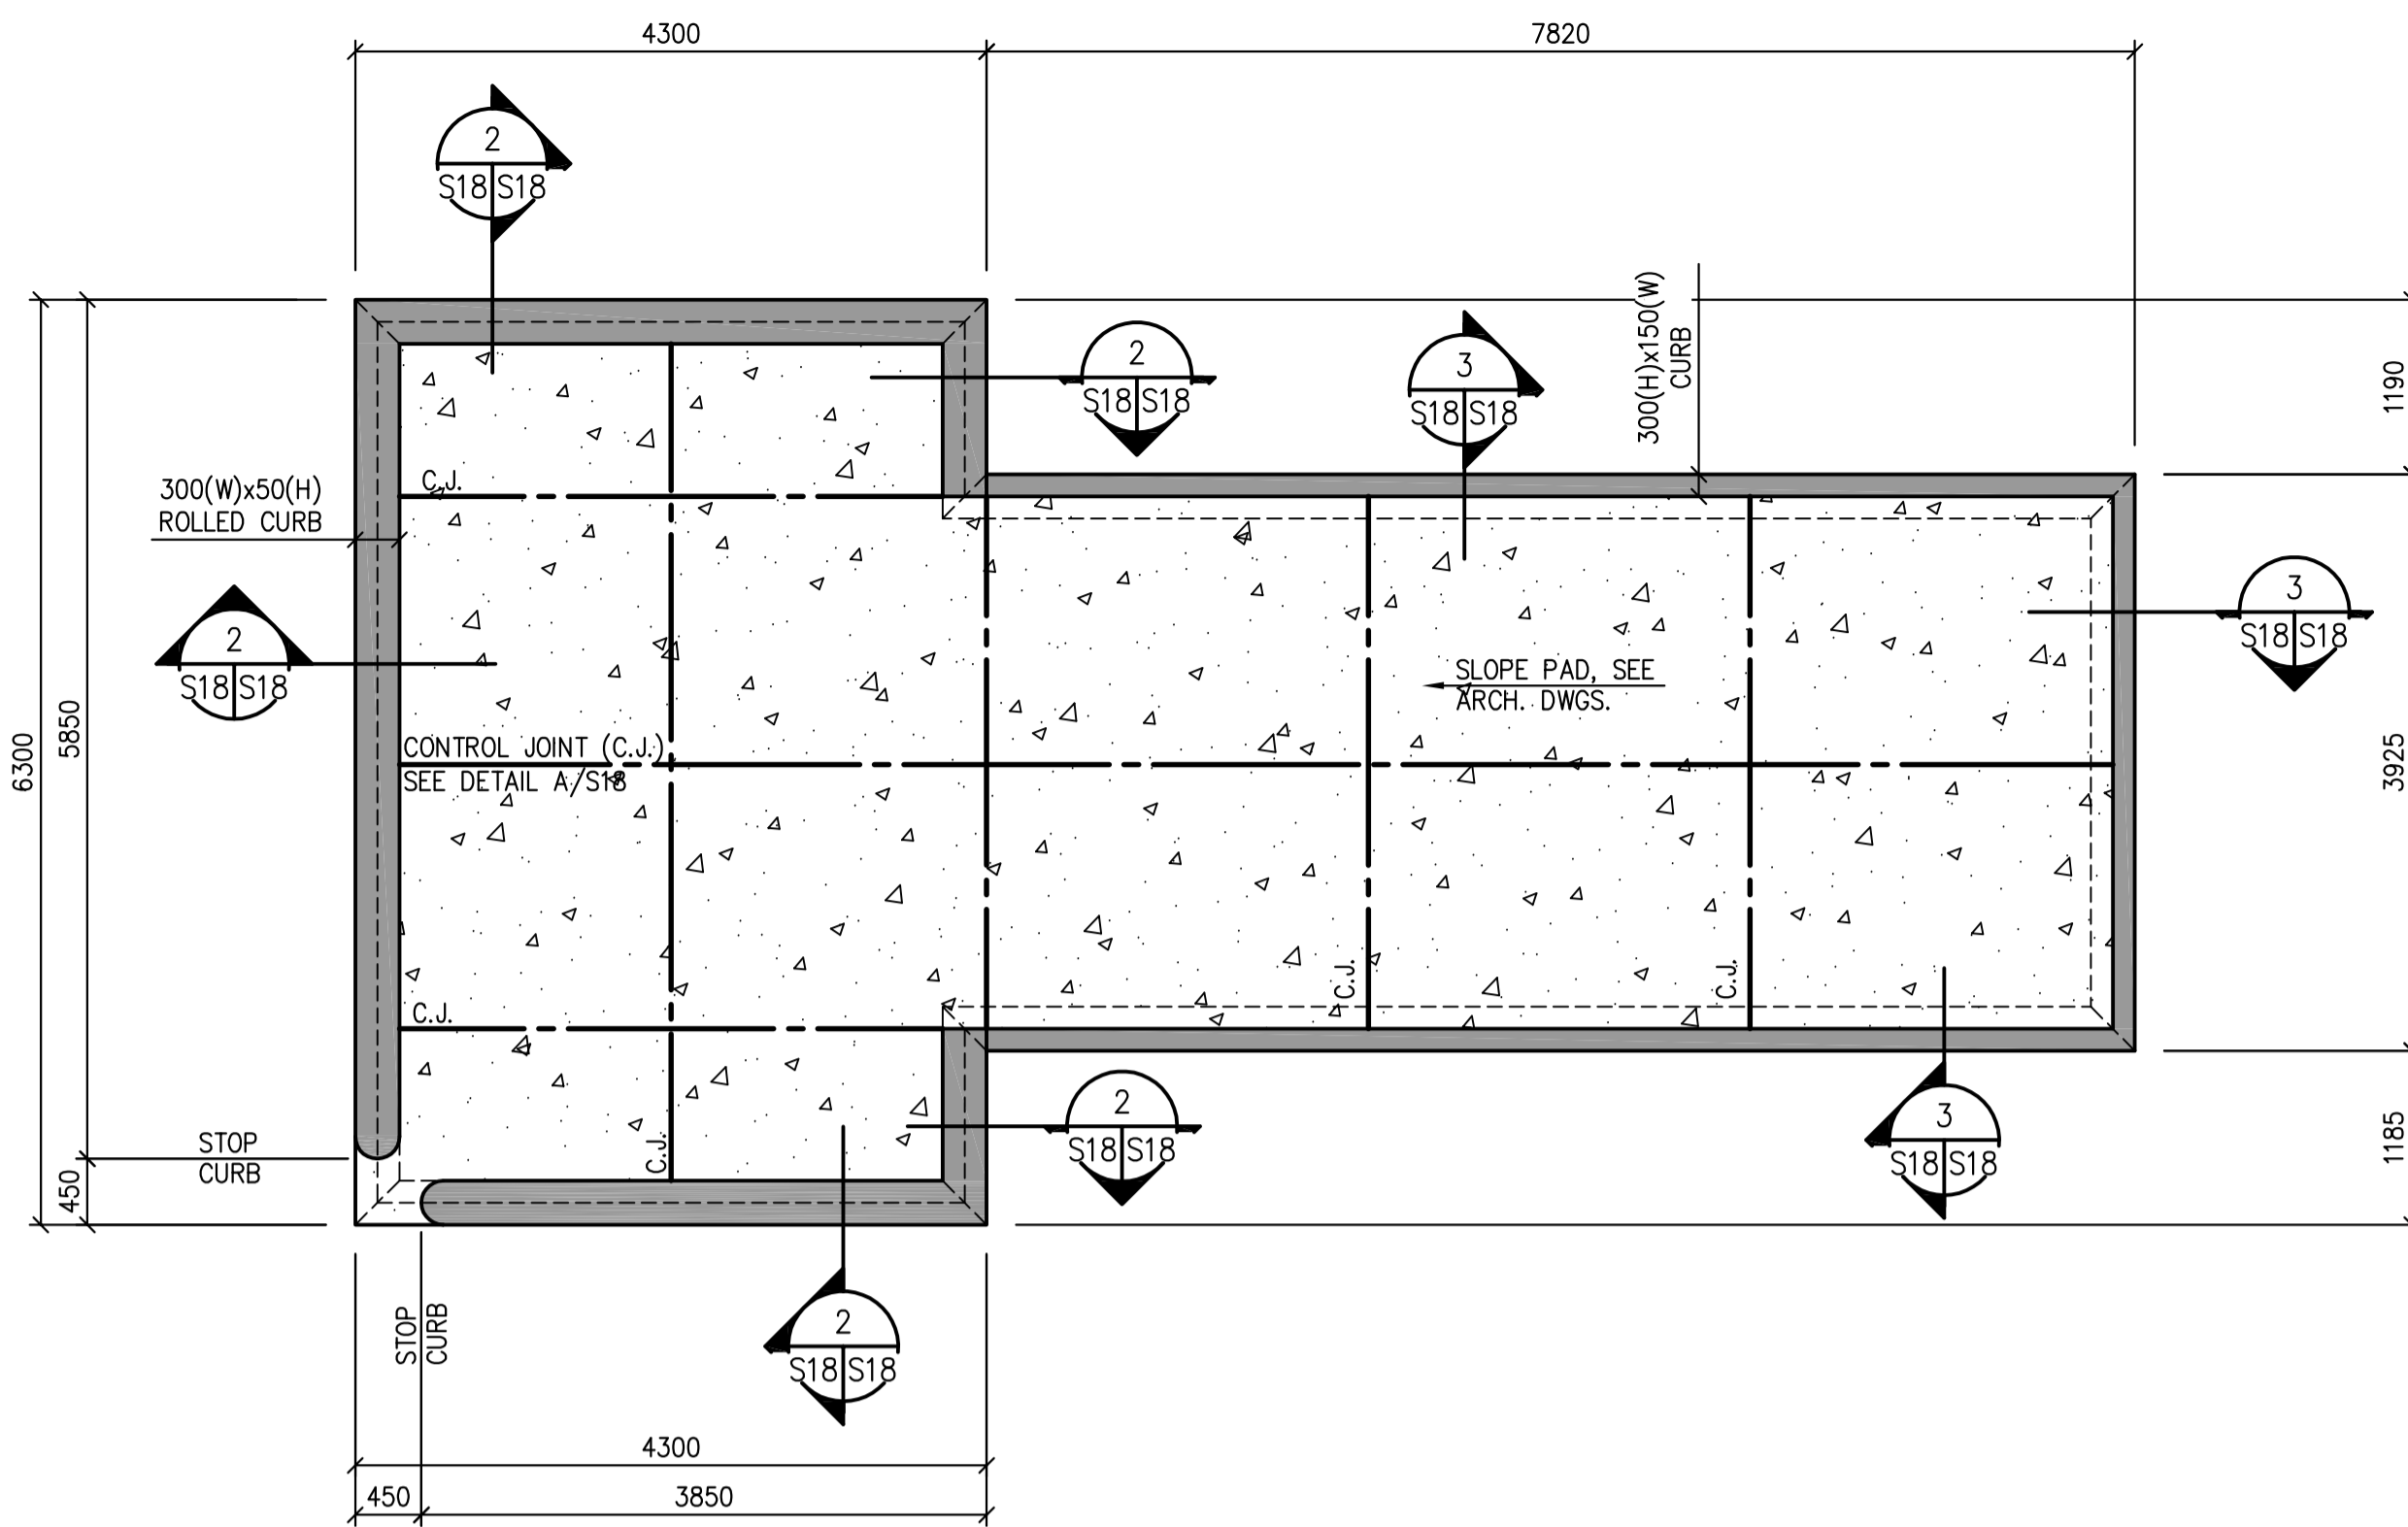 4300
7820
2
S18 S18
300(H)x150(W)
CURB
2
S18 S18
3
S18 S18
1190
C.J.
300(W)x50(H)
ROLLED CURB
3
S18 S18
2
S18 S18
SLOPE PAD, SEE
ARCH. DWGS.
6300
5850
CONTROL JOINT (C.J.)
SEE DETAIL A/S18
3925
C.J.
C.J.
C.J.
C.J.
STOP
CURB
450
2
S18 S18
3
S18 S18
1185
STOP
CURB
2
S18 S18
4300
450
3850